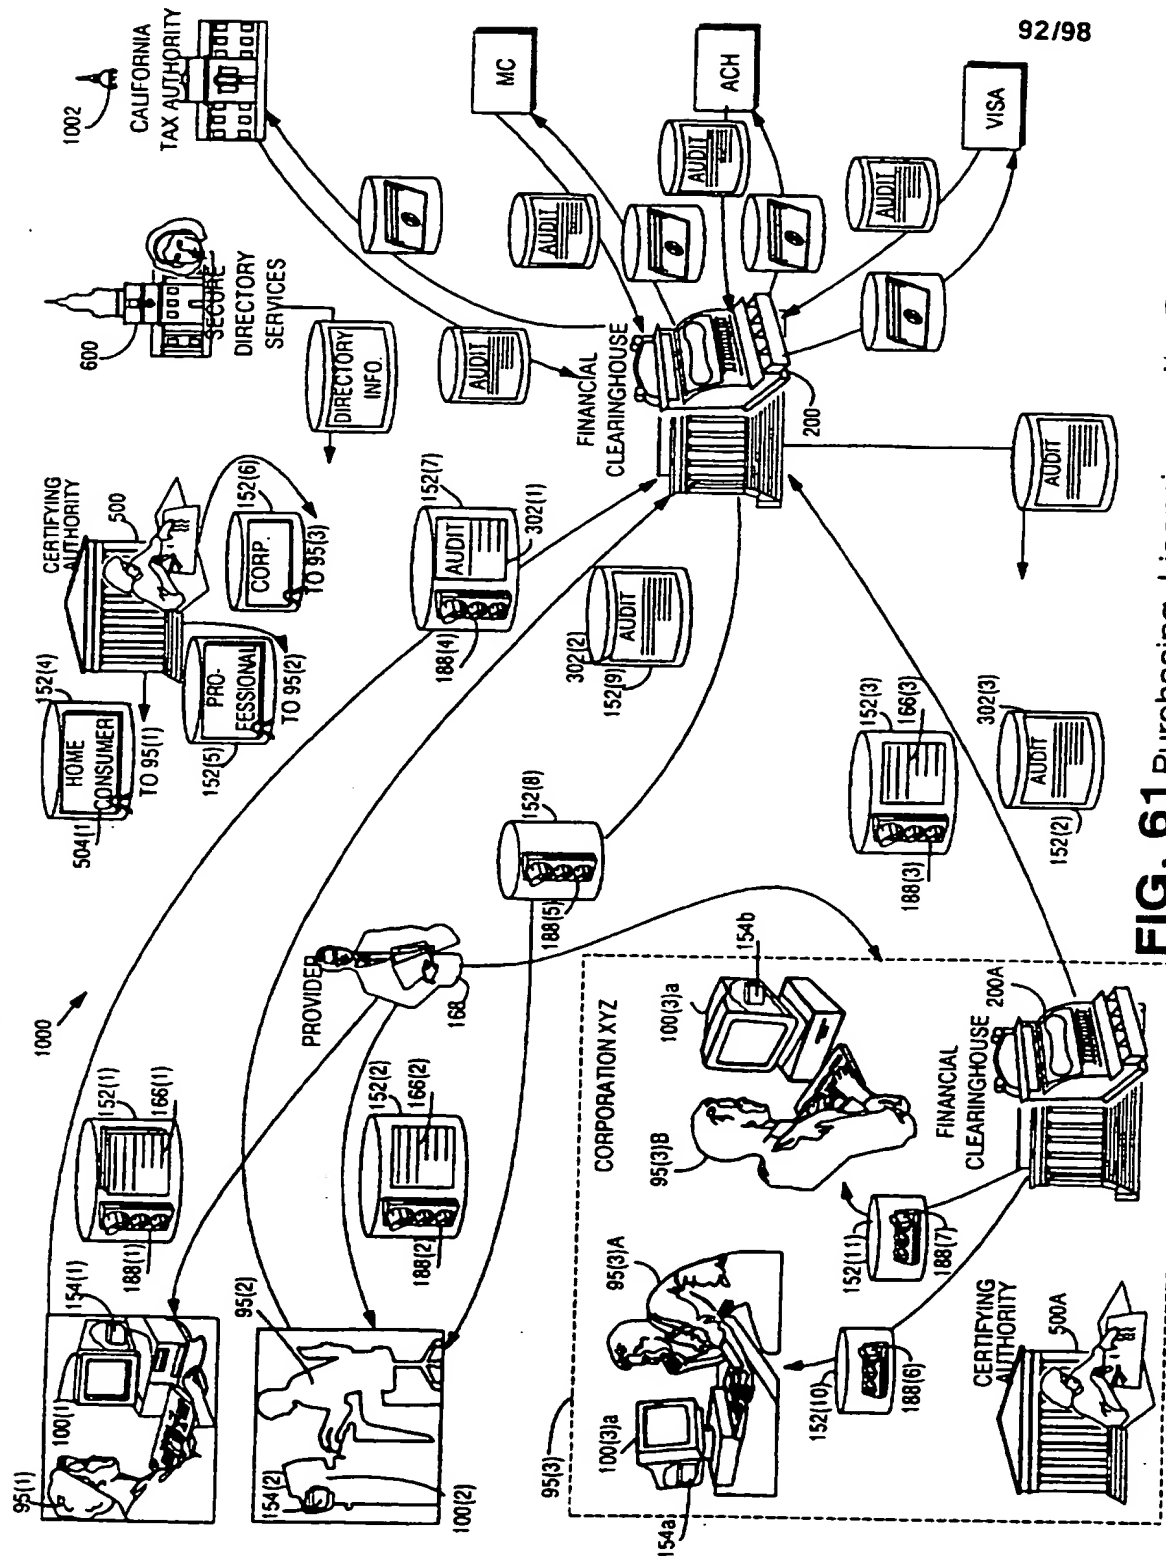 92/98
1002
CALIFORNIA
TAX AUTHORITY
MC
ACH
VISA
600
SECURE
DIRECTORY
SERVICES
DIRECTORY
INFO.
AUDIT
AUDIT
AUDIT
AUDIT
FINANCIAL
CLEARINGHOUSE
200
AUDIT
CERTIFYING
AUTHORITY
500
152(6)
CORP.
TO 95(3)
152(4)
HOME
CONSUMER
504(1)
TO 95(1)
PRO-
FESSIONAL
152(5)
TO 95(2)
152(7)
AUDIT
302(1)
188(4)
302(2)
AUDIT
152(9)
152(8)
188(5)
152(3)
166(3)
188(3)
302(3)
AUDIT
152(2)
1000
PROVIDER
168
152(1)
166(1)
188(1)
152(2)
166(2)
188(2)
95(1)
100(1)
154(1)
95(2)
154(2)
100(2)
95(3)
CORPORATION XYZ
100(3)a
154a
95(3)A
95(3)B
100(3)a
154b
152(10)
188(6)
152(11)
188(7)
FINANCIAL
CLEARINGHOUSE
200A
CERTIFYING
AUTHORITY
500A
FIG. 61 Purchasing, Licensing